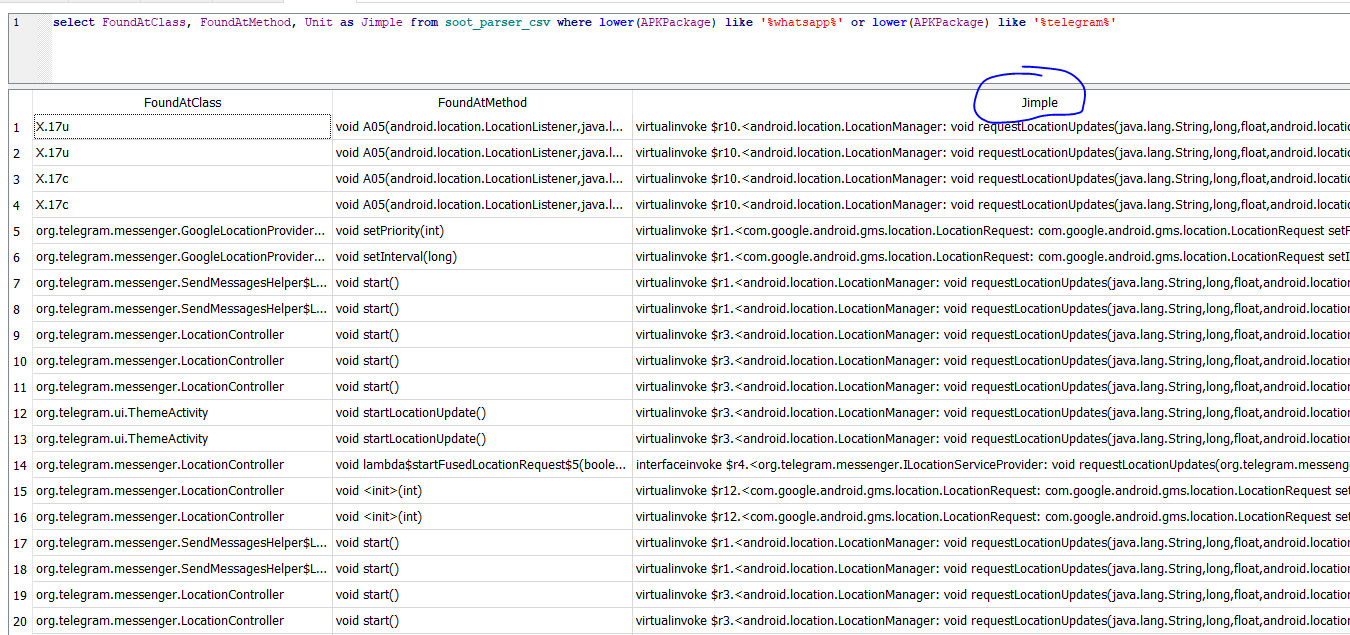 1 select FoundAtClass, FoundAtMethod, Unit as Jimple from soot_parser_csv where lower(APKPackage) like '%whatsapp%' or lower(APKPackage) like '%telegram%'
FoundAtClass FoundAtMethod Jimple
1 X.17u void A05(android.location.LocationListener,java.l... virtualinvoke $r10.<android.location.LocationManager: void requestLocationUpdates(java.lang.String,long,float,android.locatio
2 X.17u void A05(android.location.LocationListener,java.l... virtualinvoke $r10.<android.location.LocationManager: void requestLocationUpdates(java.lang.String,long,float,android.locatio
3 X.17c void A05(android.location.LocationListener,java.l... virtualinvoke $r10.<android.location.LocationManager: void requestLocationUpdates(java.lang.String,long,float,android.locatio
4 X.17c void A05(android.location.LocationListener,java.l... virtualinvoke $r10.<android.location.LocationManager: void requestLocationUpdates(java.lang.String,long,float,android.locatio
5 org.telegram.messenger.GoogleLocationProvider... void setPriority(int) virtualinvoke $r1.<com.google.android.gms.location.LocationRequest: com.google.android.gms.location.LocationRequest setP
6 org.telegram.messenger.GoogleLocationProvider... void setInterval(long) virtualinvoke $r1.<com.google.android.gms.location.LocationRequest: com.google.android.gms.location.LocationRequest setI
7 org.telegram.messenger.SendMessagesHelper$L... void start() virtualinvoke $r1.<android.location.LocationManager: void requestLocationUpdates(java.lang.String,long,float,android.location
8 org.telegram.messenger.SendMessagesHelper$L... void start() virtualinvoke $r1.<android.location.LocationManager: void requestLocationUpdates(java.lang.String,long,float,android.location
9 org.telegram.messenger.LocationController void start() virtualinvoke $r3.<android.location.LocationManager: void requestLocationUpdates(java.lang.String,long,float,android.location
10 org.telegram.messenger.LocationController void start() virtualinvoke $r3.<android.location.LocationManager: void requestLocationUpdates(java.lang.String,long,float,android.location
11 org.telegram.messenger.LocationController void start() virtualinvoke $r3.<android.location.LocationManager: void requestLocationUpdates(java.lang.String,long,float,android.location
12 org.telegram.ui.ThemeActivity void startLocationUpdate() virtualinvoke $r3.<android.location.LocationManager: void requestLocationUpdates(java.lang.String,long,float,android.location
13 org.telegram.ui.ThemeActivity void startLocationUpdate() virtualinvoke $r3.<android.location.LocationManager: void requestLocationUpdates(java.lang.String,long,float,android.location
14 org.telegram.messenger.LocationController void lambda$startFusedLocationRequest$5(boole... interfaceinvoke $r4.<org.telegram.messenger.ILocationServiceProvider: void requestLocationUpdates(org.telegram.messenge
15 org.telegram.messenger.LocationController void <init>(int) virtualinvoke $r12.<com.google.android.gms.location.LocationRequest: com.google.android.gms.location.LocationRequest set
16 org.telegram.messenger.LocationController void <init>(int) virtualinvoke $r12.<com.google.android.gms.location.LocationRequest: com.google.android.gms.location.LocationRequest set
17 org.telegram.messenger.SendMessagesHelper$L... void start() virtualinvoke $r1.<android.location.LocationManager: void requestLocationUpdates(java.lang.String,long,float,android.location
18 org.telegram.messenger.SendMessagesHelper$L... void start() virtualinvoke $r1.<android.location.LocationManager: void requestLocationUpdates(java.lang.String,long,float,android.location
19 org.telegram.messenger.LocationController void start() virtualinvoke $r3.<android.location.LocationManager: void requestLocationUpdates(java.lang.String,long,float,android.location
20 org.telegram.messenger.LocationController void start() virtualinvoke $r3.<android.location.LocationManager: void requestLocationUpdates(java.lang.String,long,float,android.location